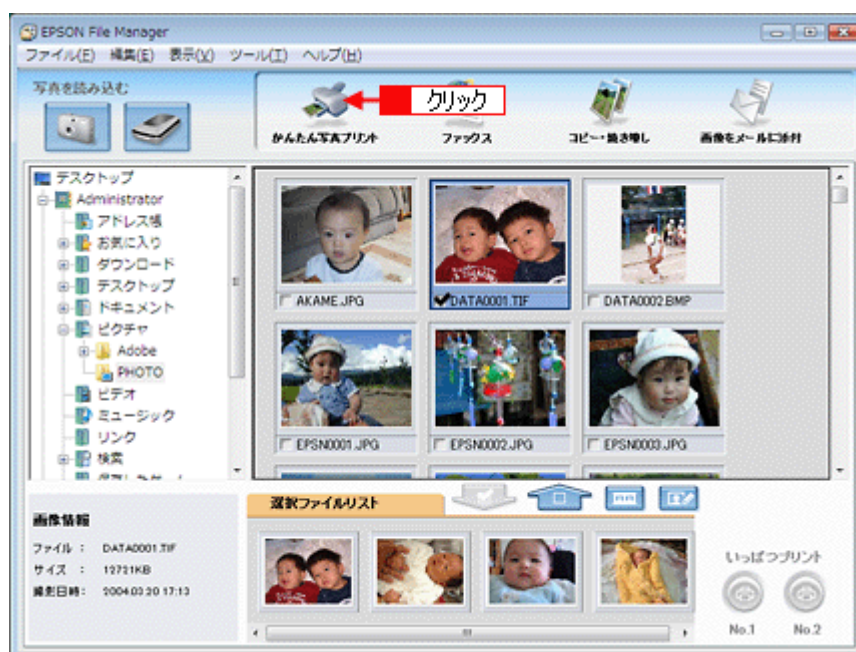 EPSON File Manager
ファイル(F) 編集(E) 表示(V) ツール(T) ヘルプ(H)
写真を読み込む
クリック
かんたん写真プリント
ファックス
コピー・焼き増し
画像をメールに添付
デスクトップ
Administrator
アドレス帳
お気に入り
ダウンロード
デスクトップ
ドキュメント
ピクチャ
Adobe
PHOTO
ビデオ
ミュージック
リンク
検索
AKAME.JPG
DATA0001.TIF
DATA0002.BMP
EPSN0001.JPG
EPSN0002.JPG
EPSN0003.JPG
選択ファイルリスト
画像情報
ファイル : DATA0001.TIF
サイズ : 12721KB
撮影日時: 2004.03.20 17:13
いっぱつプリント
No.1
No.2